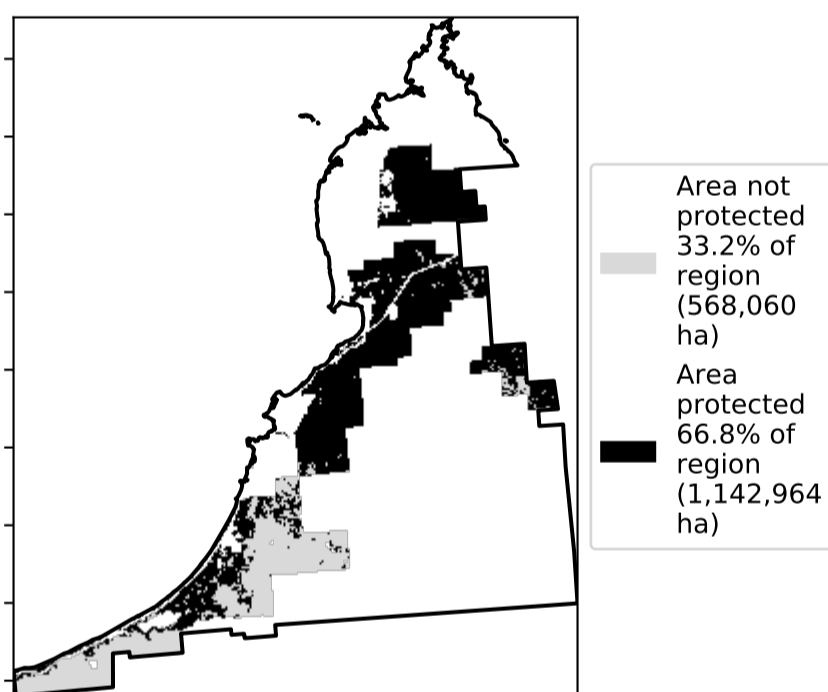 Area not
protected
33.2% of
region
(568,060
ha)
Area
protected
66.8% of
region
(1,142,964
ha)